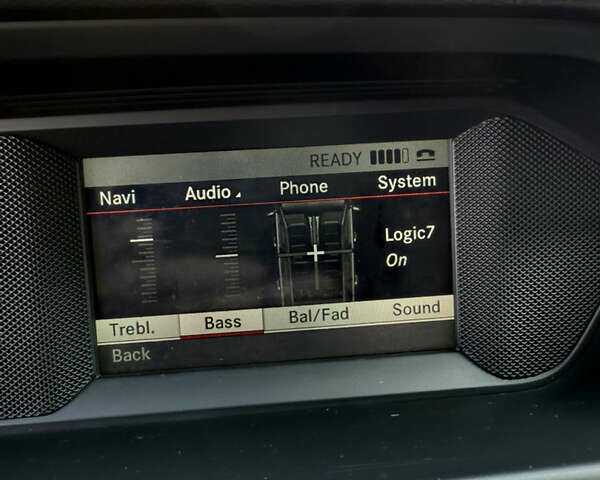 READY
Navi Audio Phone System
Logic7
On
Trebl. Bass Bal/Fad Sound
Back